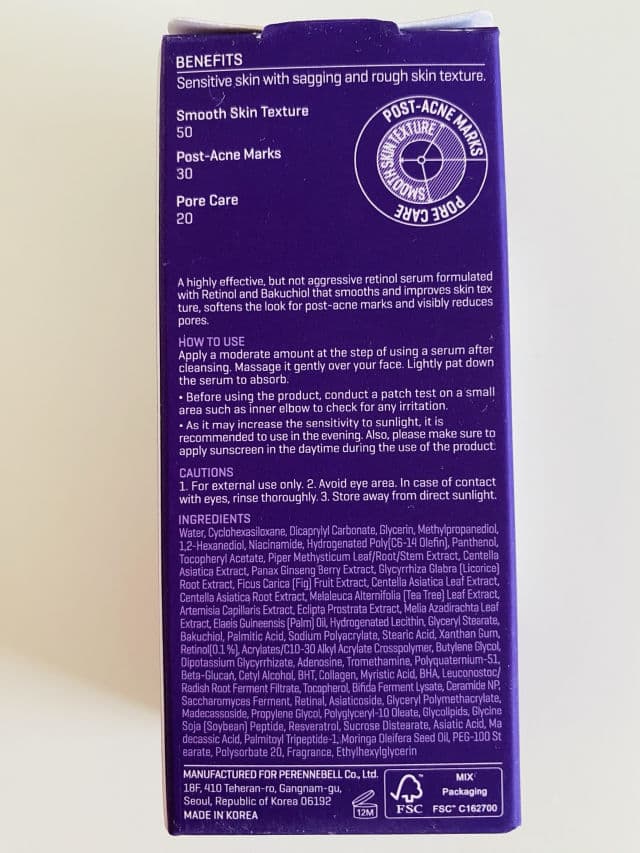 BENEFITS
Sensitive skin with sagging and rough skin texture.
Smooth Skin Texture
50
Post-Acne Marks
30
Pore Care
20
POST-ACNE MARKS
SMOOTH SKIN TEXTURE
PORE CARE
A highly effective, but not aggressive retinol serum formulated
with Retinol and Bakuchiol that smooths and improves skin tex
ture, softens the look for post-acne marks and visibly reduces
pores.
HOW TO USE
Apply a moderate amount at the step of using a serum after
cleansing. Massage it gently over your face. Lightly pat down
the serum to absorb.
• Before using the product, conduct a patch test on a small
area such as inner elbow to check for any irritation.
• As it may increase the sensitivity to sunlight, it is
recommended to use in the evening. Also, please make sure to
apply sunscreen in the daytime during the use of the product.
CAUTIONS
1. For external use only. 2. Avoid eye area. In case of contact
with eyes, rinse thoroughly. 3. Store away from direct sunlight.
INGREDIENTS
Water, Cyclohexasiloxane, Dicaprylyl Carbonate, Glycerin, Methylpropanediol,
1,2-Hexanediol, Niacinamide, Hydrogenated Poly(C6-14 Olefin), Panthenol,
Tocopheryl Acetate, Piper Methysticum Leaf/Root/Stem Extract, Centella
Asiatica Extract, Panax Ginseng Berry Extract, Glycyrrhiza Glabra (Licorice)
Root Extract, Ficus Carica (Fig) Fruit Extract, Centella Asiatica Leaf Extract,
Centella Asiatica Root Extract, Melaleuca Alternifolia (Tea Tree) Leaf Extract,
Artemisia Capillaris Extract, Eclipta Prostrata Extract, Melia Azadirachta Leaf
Extract, Elaeis Guineensis (Palm) Oil, Hydrogenated Lecithin, Glyceryl Stearate,
Bakuchiol, Palmitic Acid, Sodium Polyacrylate, Stearic Acid, Xanthan Gum,
Retinol(0.1 %), Acrylates/C10-30 Alkyl Acrylate Crosspolymer, Butylene Glycol,
Dipotassium Glycyrrhizate, Adenosine, Tromethamine, Polyquaternium-51,
Beta-Glucan, Cetyl Alcohol, BHT, Collagen, Myristic Acid, BHA, Leuconostoc/
Radish Root Ferment Filtrate, Tocopherol, Bifida Ferment Lysate, Ceramide NP,
Saccharomyces Ferment, Retinal, Asiaticoside, Glyceryl Polymethacrylate,
Madecassoside, Propylene Glycol, Polyglyceryl-10 Oleate, Glycolipids, Glycine
Soja (Soybean) Peptide, Resveratrol, Sucrose Distearate, Asiatic Acid, Ma
decassic Acid, Palmitoyl Tripeptide-1, Moringa Oleifera Seed Oil, PEG-100 St
earate, Polysorbate 20, Fragrance, Ethylhexylglycerin
MANUFACTURED FOR PERENNEBELL Co., Ltd.
18F, 410 Teheran-ro, Gangnam-gu,
Seoul, Republic of Korea 06192
MADE IN KOREA
12M
FSC
MIX
Packaging
FSC™ C162700